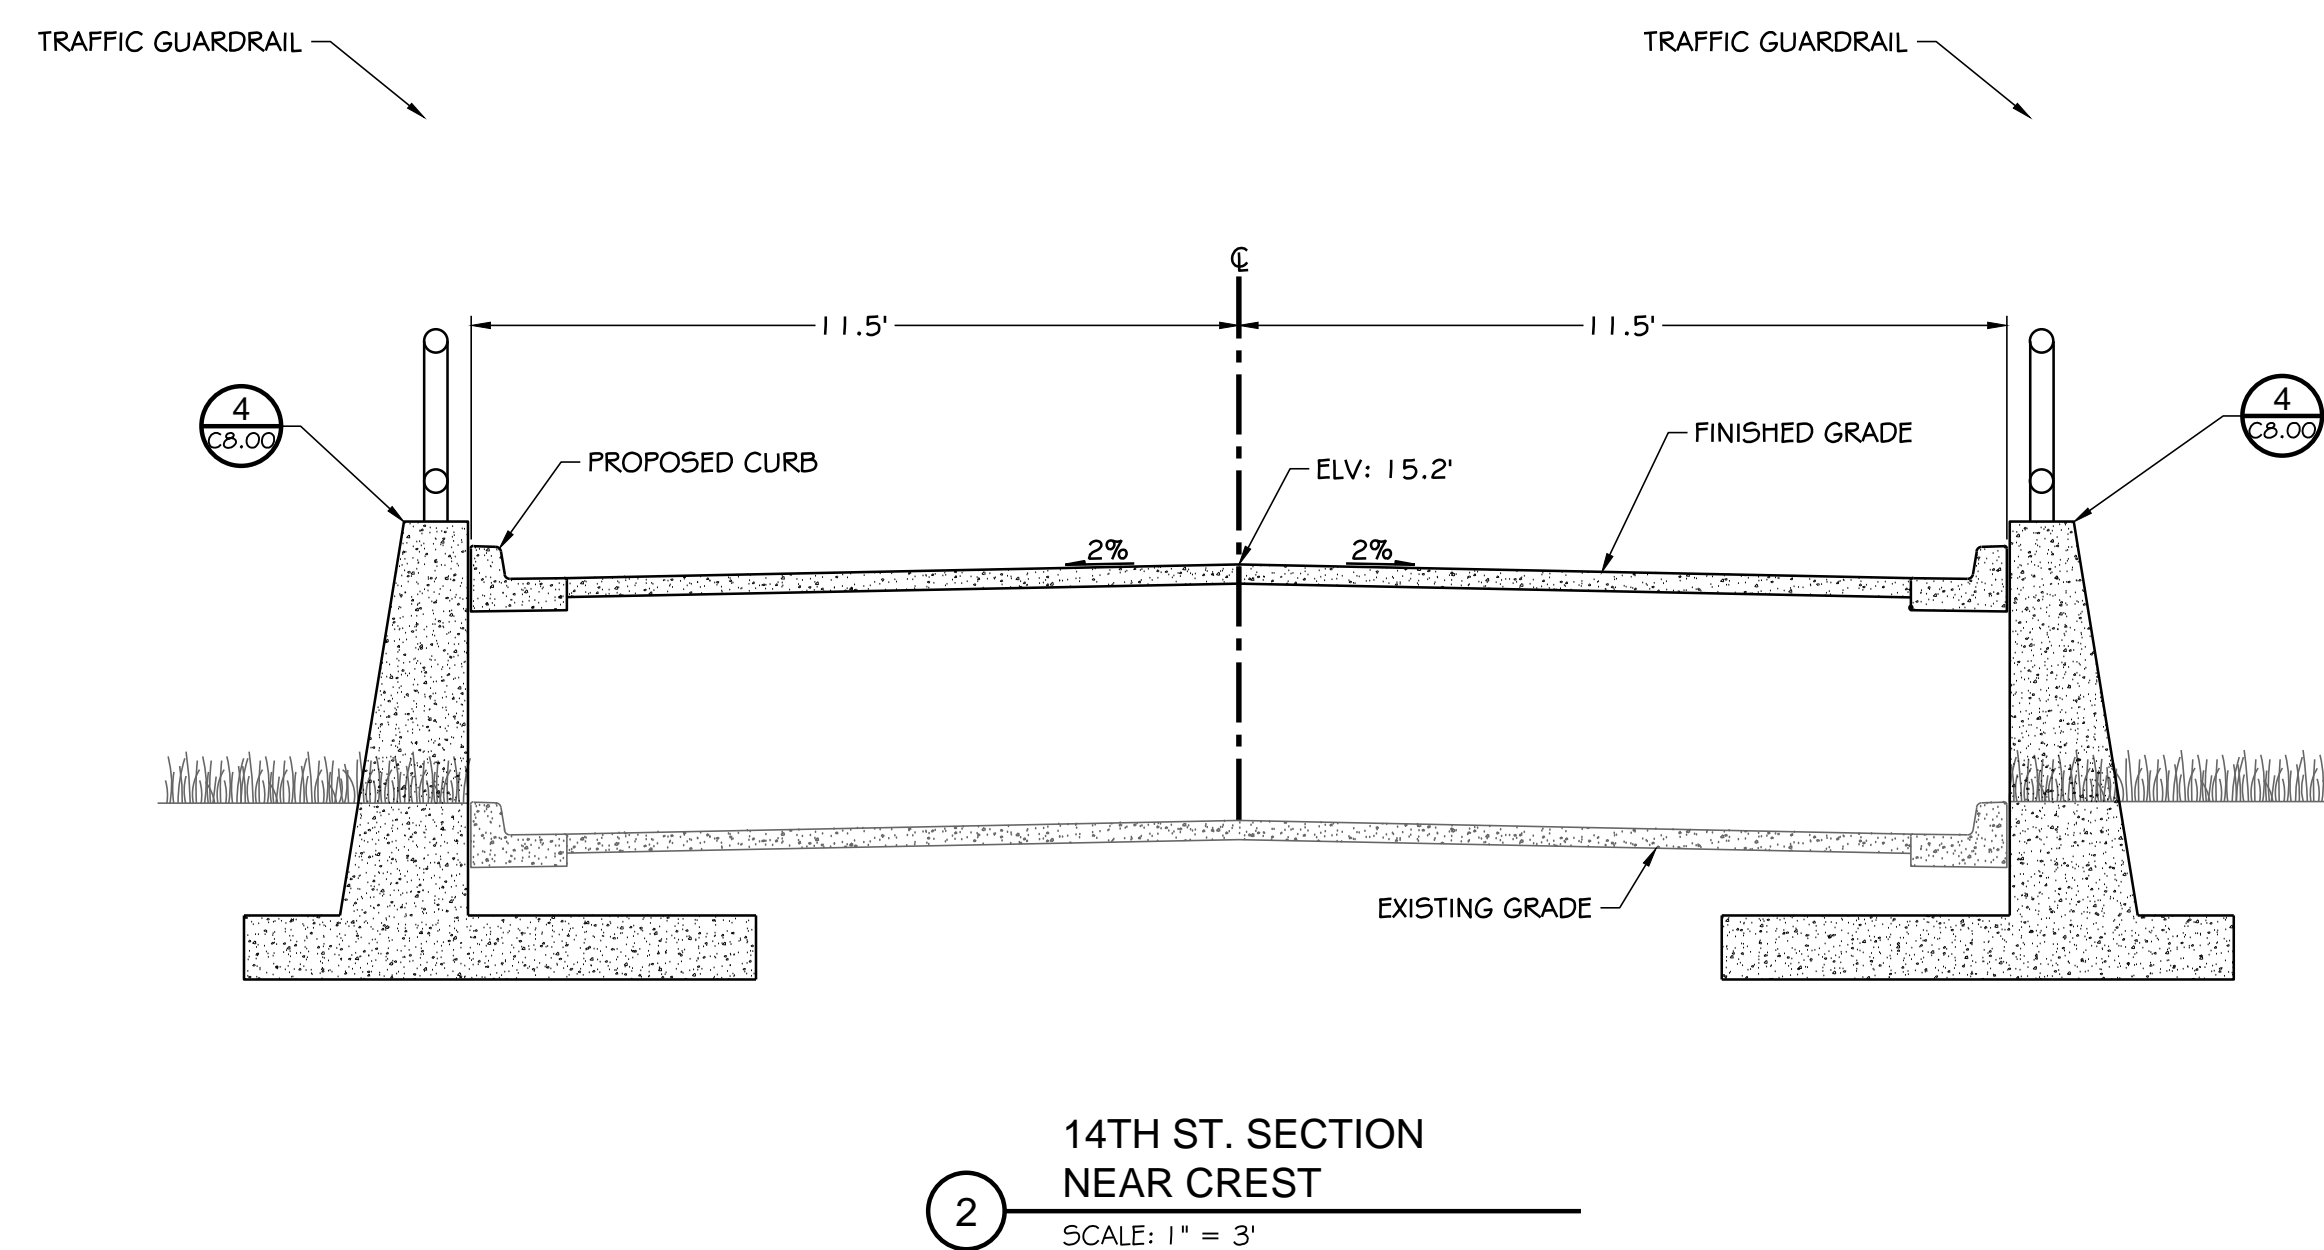 TRAFFIC GUARDRAIL
TRAFFIC GUARDRAIL
℄
11.5'
11.5'
4
C8.00
4
C8.00
FINISHED GRADE
PROPOSED CURB
ELV: 15.2'
2%
2%
EXISTING GRADE
14TH ST. SECTION
NEAR CREST
2
SCALE: 1" = 3'